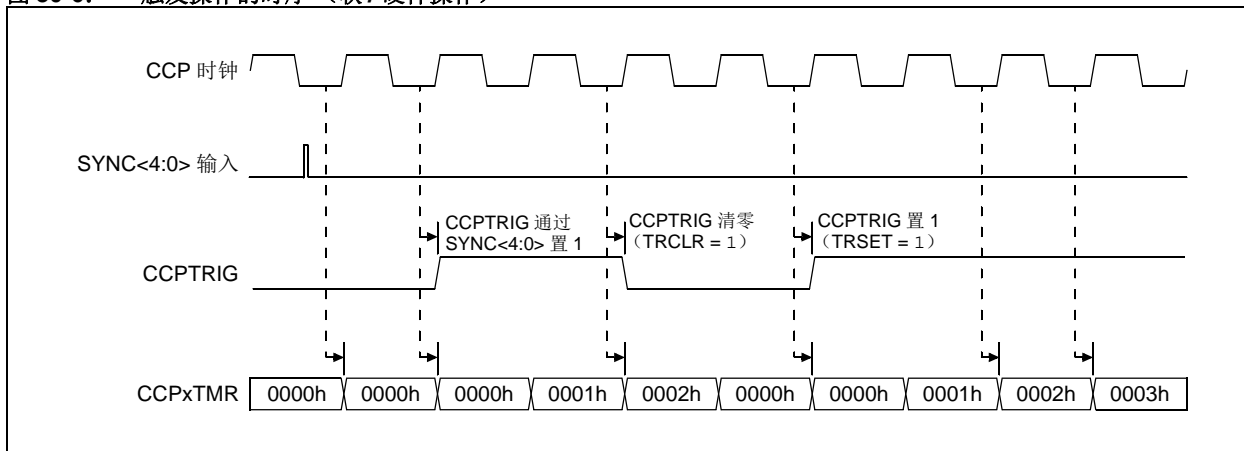 CCP 时钟
SYNC<4:0> 输入
CCPTRIG 通过
SYNC<4:0> 置 1
CCPTRIG 清零
（TRCLR = 1）
CCPTRIG 置 1
（TRSET = 1）
CCPTRIG
CCPxTMR 0000h 0000h 0000h 0001h 0002h 0000h 0000h 0001h 0002h 0003h